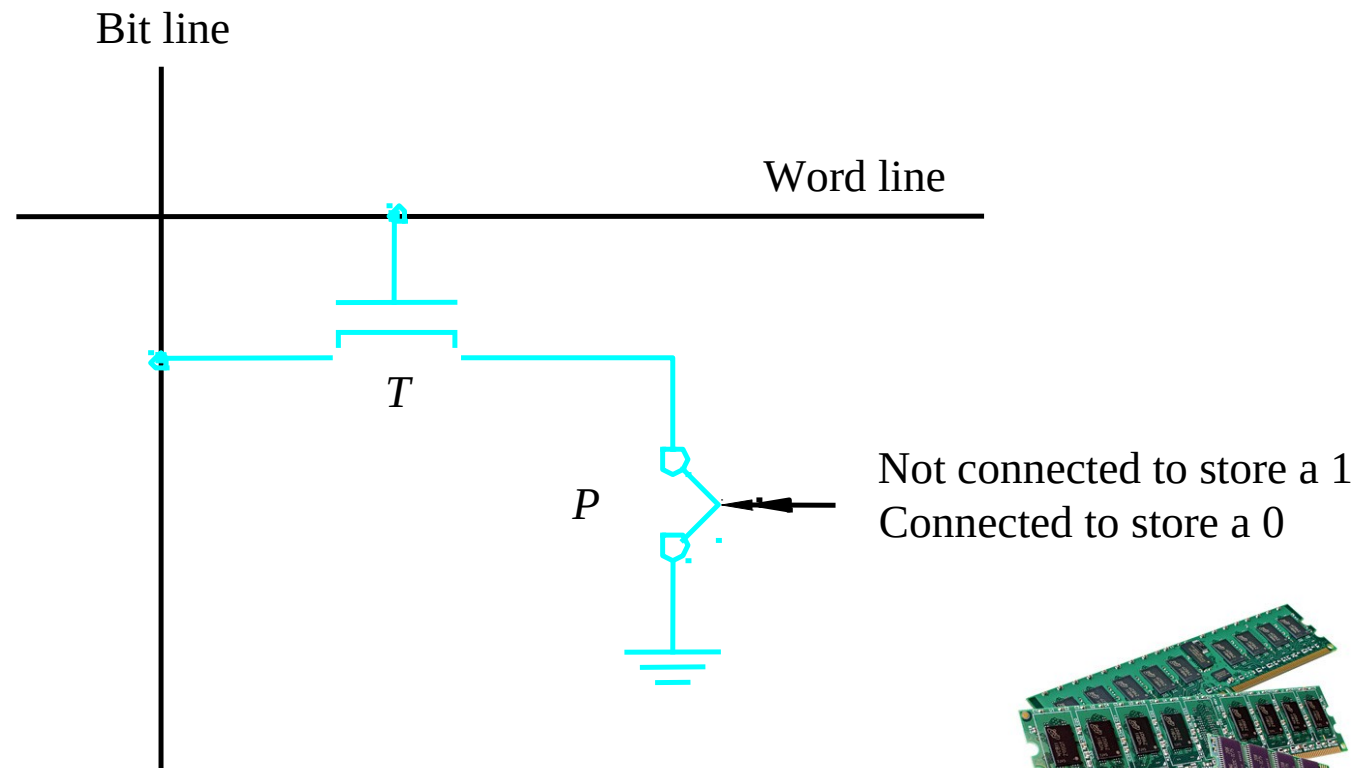 Bit line
Word line
T
P
Not connected to store a 1
Connected to store a 0